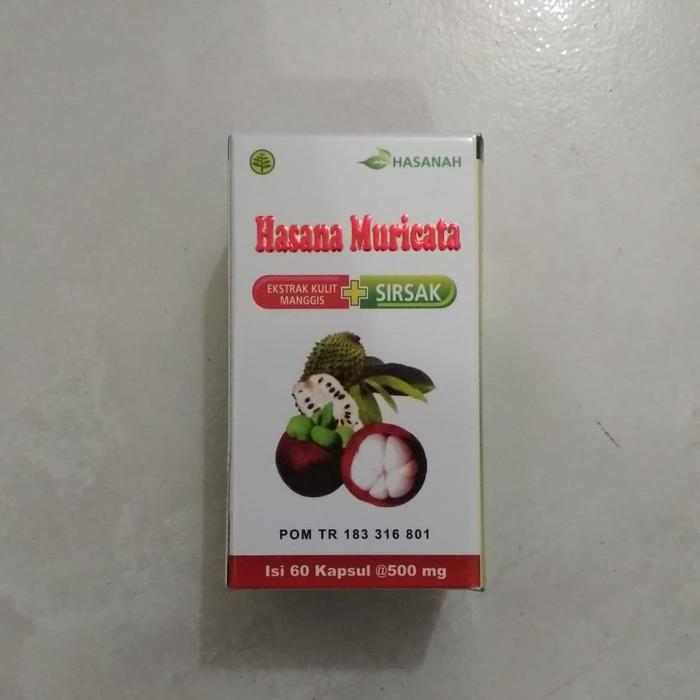 HASANAH
Hasana Muricata
EKSTRAK KULIT
MANGGIS
SIRSAK
POM TR 183 316 801
Isi 60 Kapsul @500 mg